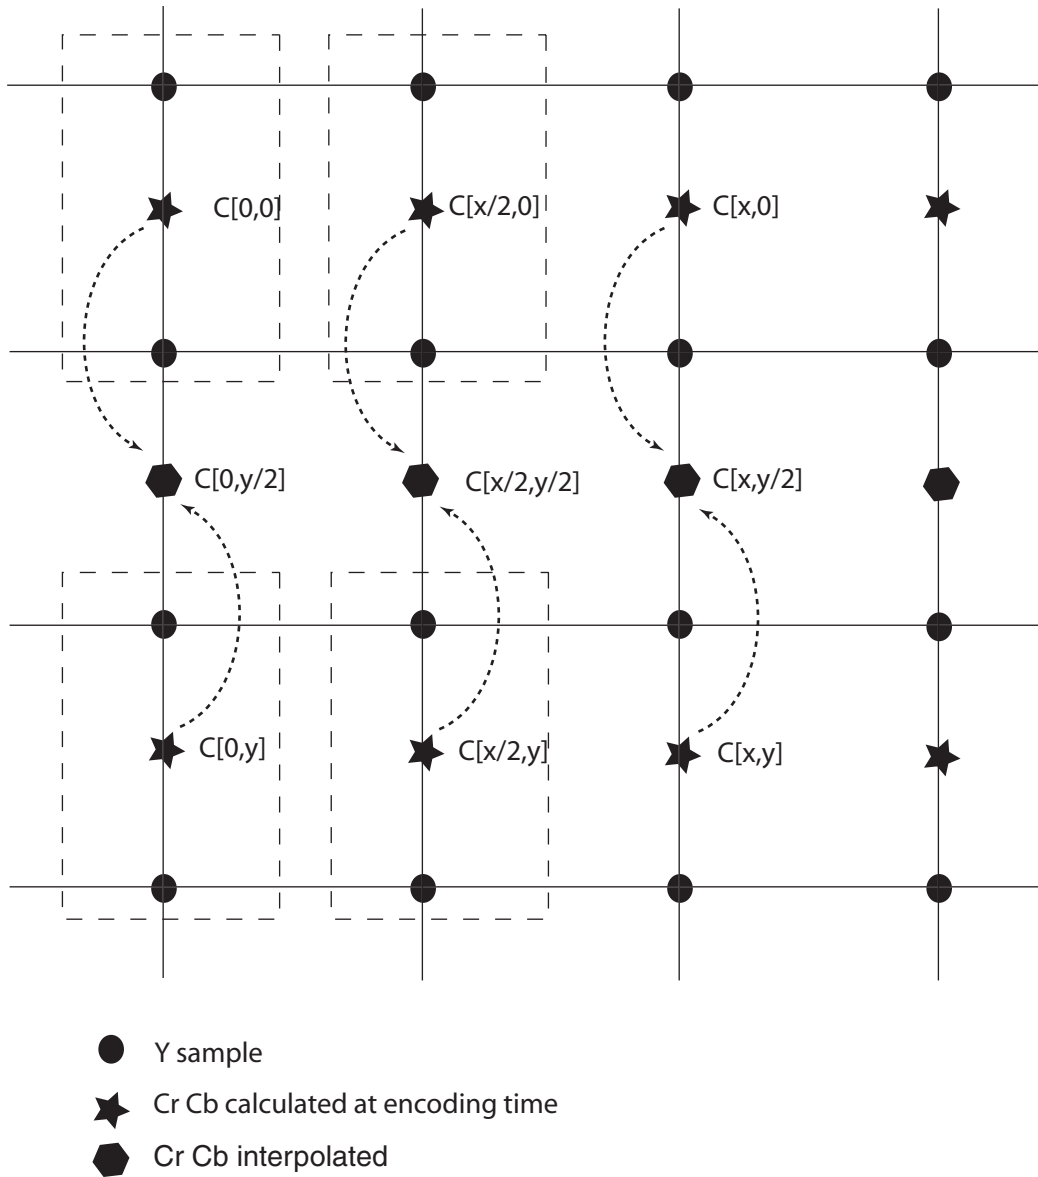 C[0,0]
C[x/2,0]
C[x,0]
C[0,y/2]
C[x/2,y/2]
C[x,y/2]
C[0,y]
C[x/2,y]
C[x,y]
Y sample
Cr Cb calculated at encoding time
Cr Cb interpolated